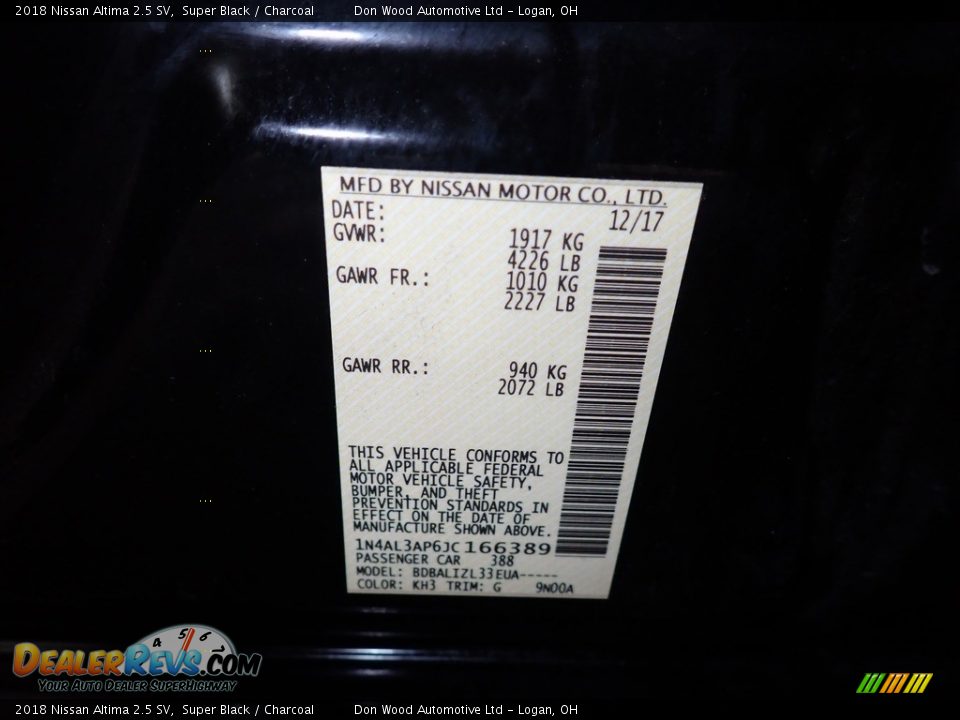 2018 Nissan Altima 2.5 SV, Super Black / Charcoal Don Wood Automotive Ltd - Logan, OH
MFD BY NISSAN MOTOR CO., LTD.
DATE: 12/17
GVWR: 1917 KG
4226 LB
GAWR FR.: 1010 KG
2227 LB
GAWR RR.: 940 KG
2072 LB
THIS VEHICLE CONFORMS TO
ALL APPLICABLE FEDERAL
MOTOR VEHICLE SAFETY,
BUMPER, AND THEFT
PREVENTION STANDARDS IN
EFFECT ON THE DATE OF
MANUFACTURE SHOWN ABOVE.
1N4AL3AP6JC166389
PASSENGER CAR 388
MODEL: BDBALIZL33EUA-----
COLOR: KH3 TRIM: G 9N00A
4 5 6
DEALERREVS.COM
YOUR AUTO DEALER SUPERHIGHWAY
2018 Nissan Altima 2.5 SV, Super Black / Charcoal Don Wood Automotive Ltd - Logan, OH